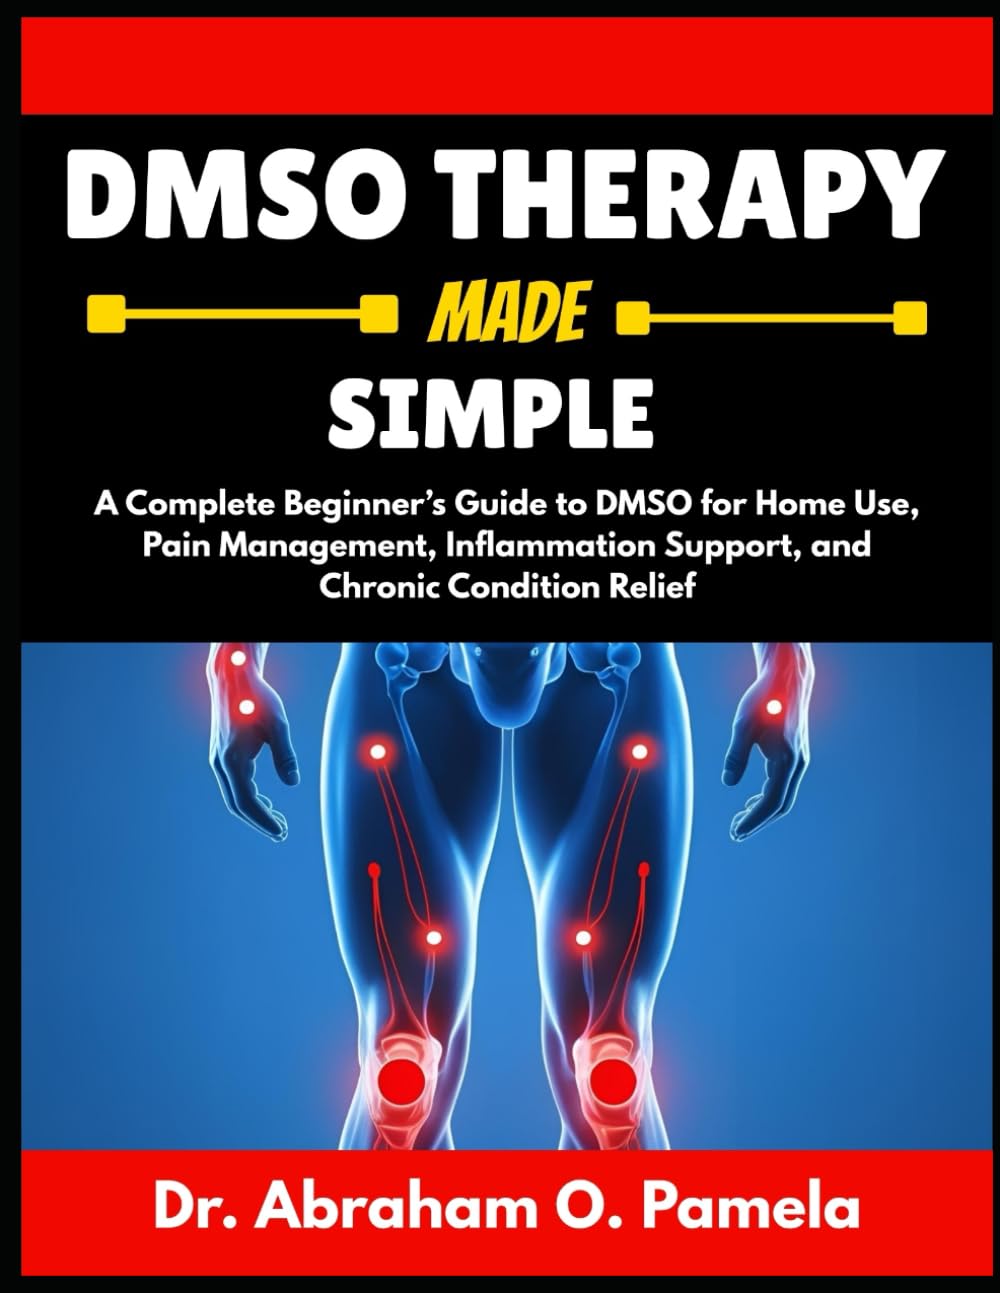 DMSO THERAPY
MADE
SIMPLE
A Complete Beginner’s Guide to DMSO for Home Use,
Pain Management, Inflammation Support, and
Chronic Condition Relief
Dr. Abraham O. Pamela